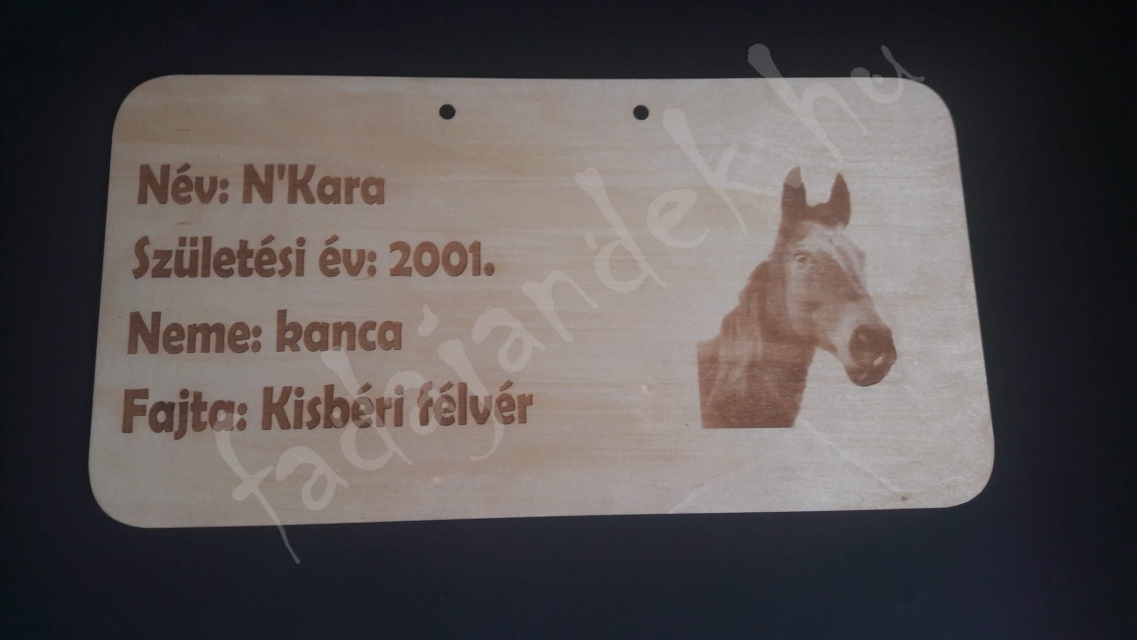 Név: N'Kara
Születési év: 2001.
Neme: kanca
Fajta: Kisbéri félvér
fadajandek.hu